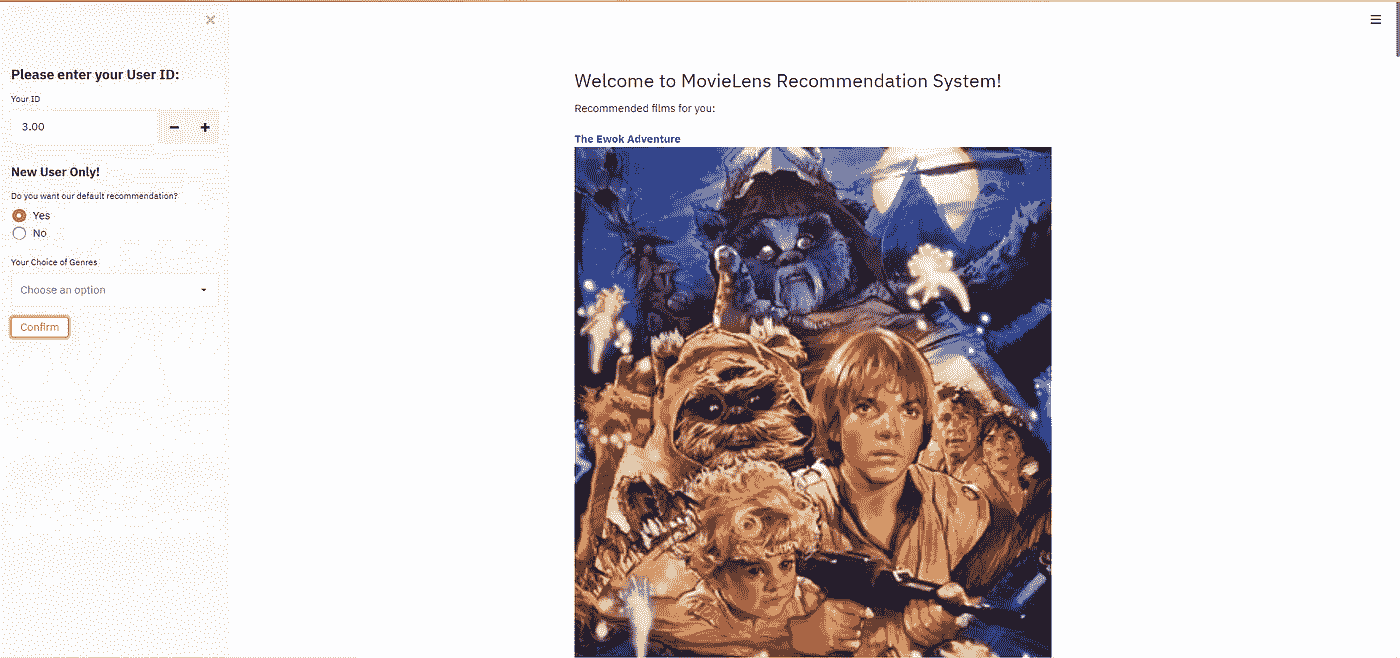 Please enter your User ID:
Your ID
3.00
New User Only!
Do you want our default recommendation?
Yes
No
Your Choice of Genres
Choose an option
Confirm
Welcome to MovieLens Recommendation System!
Recommended films for you:
The Ewok Adventure